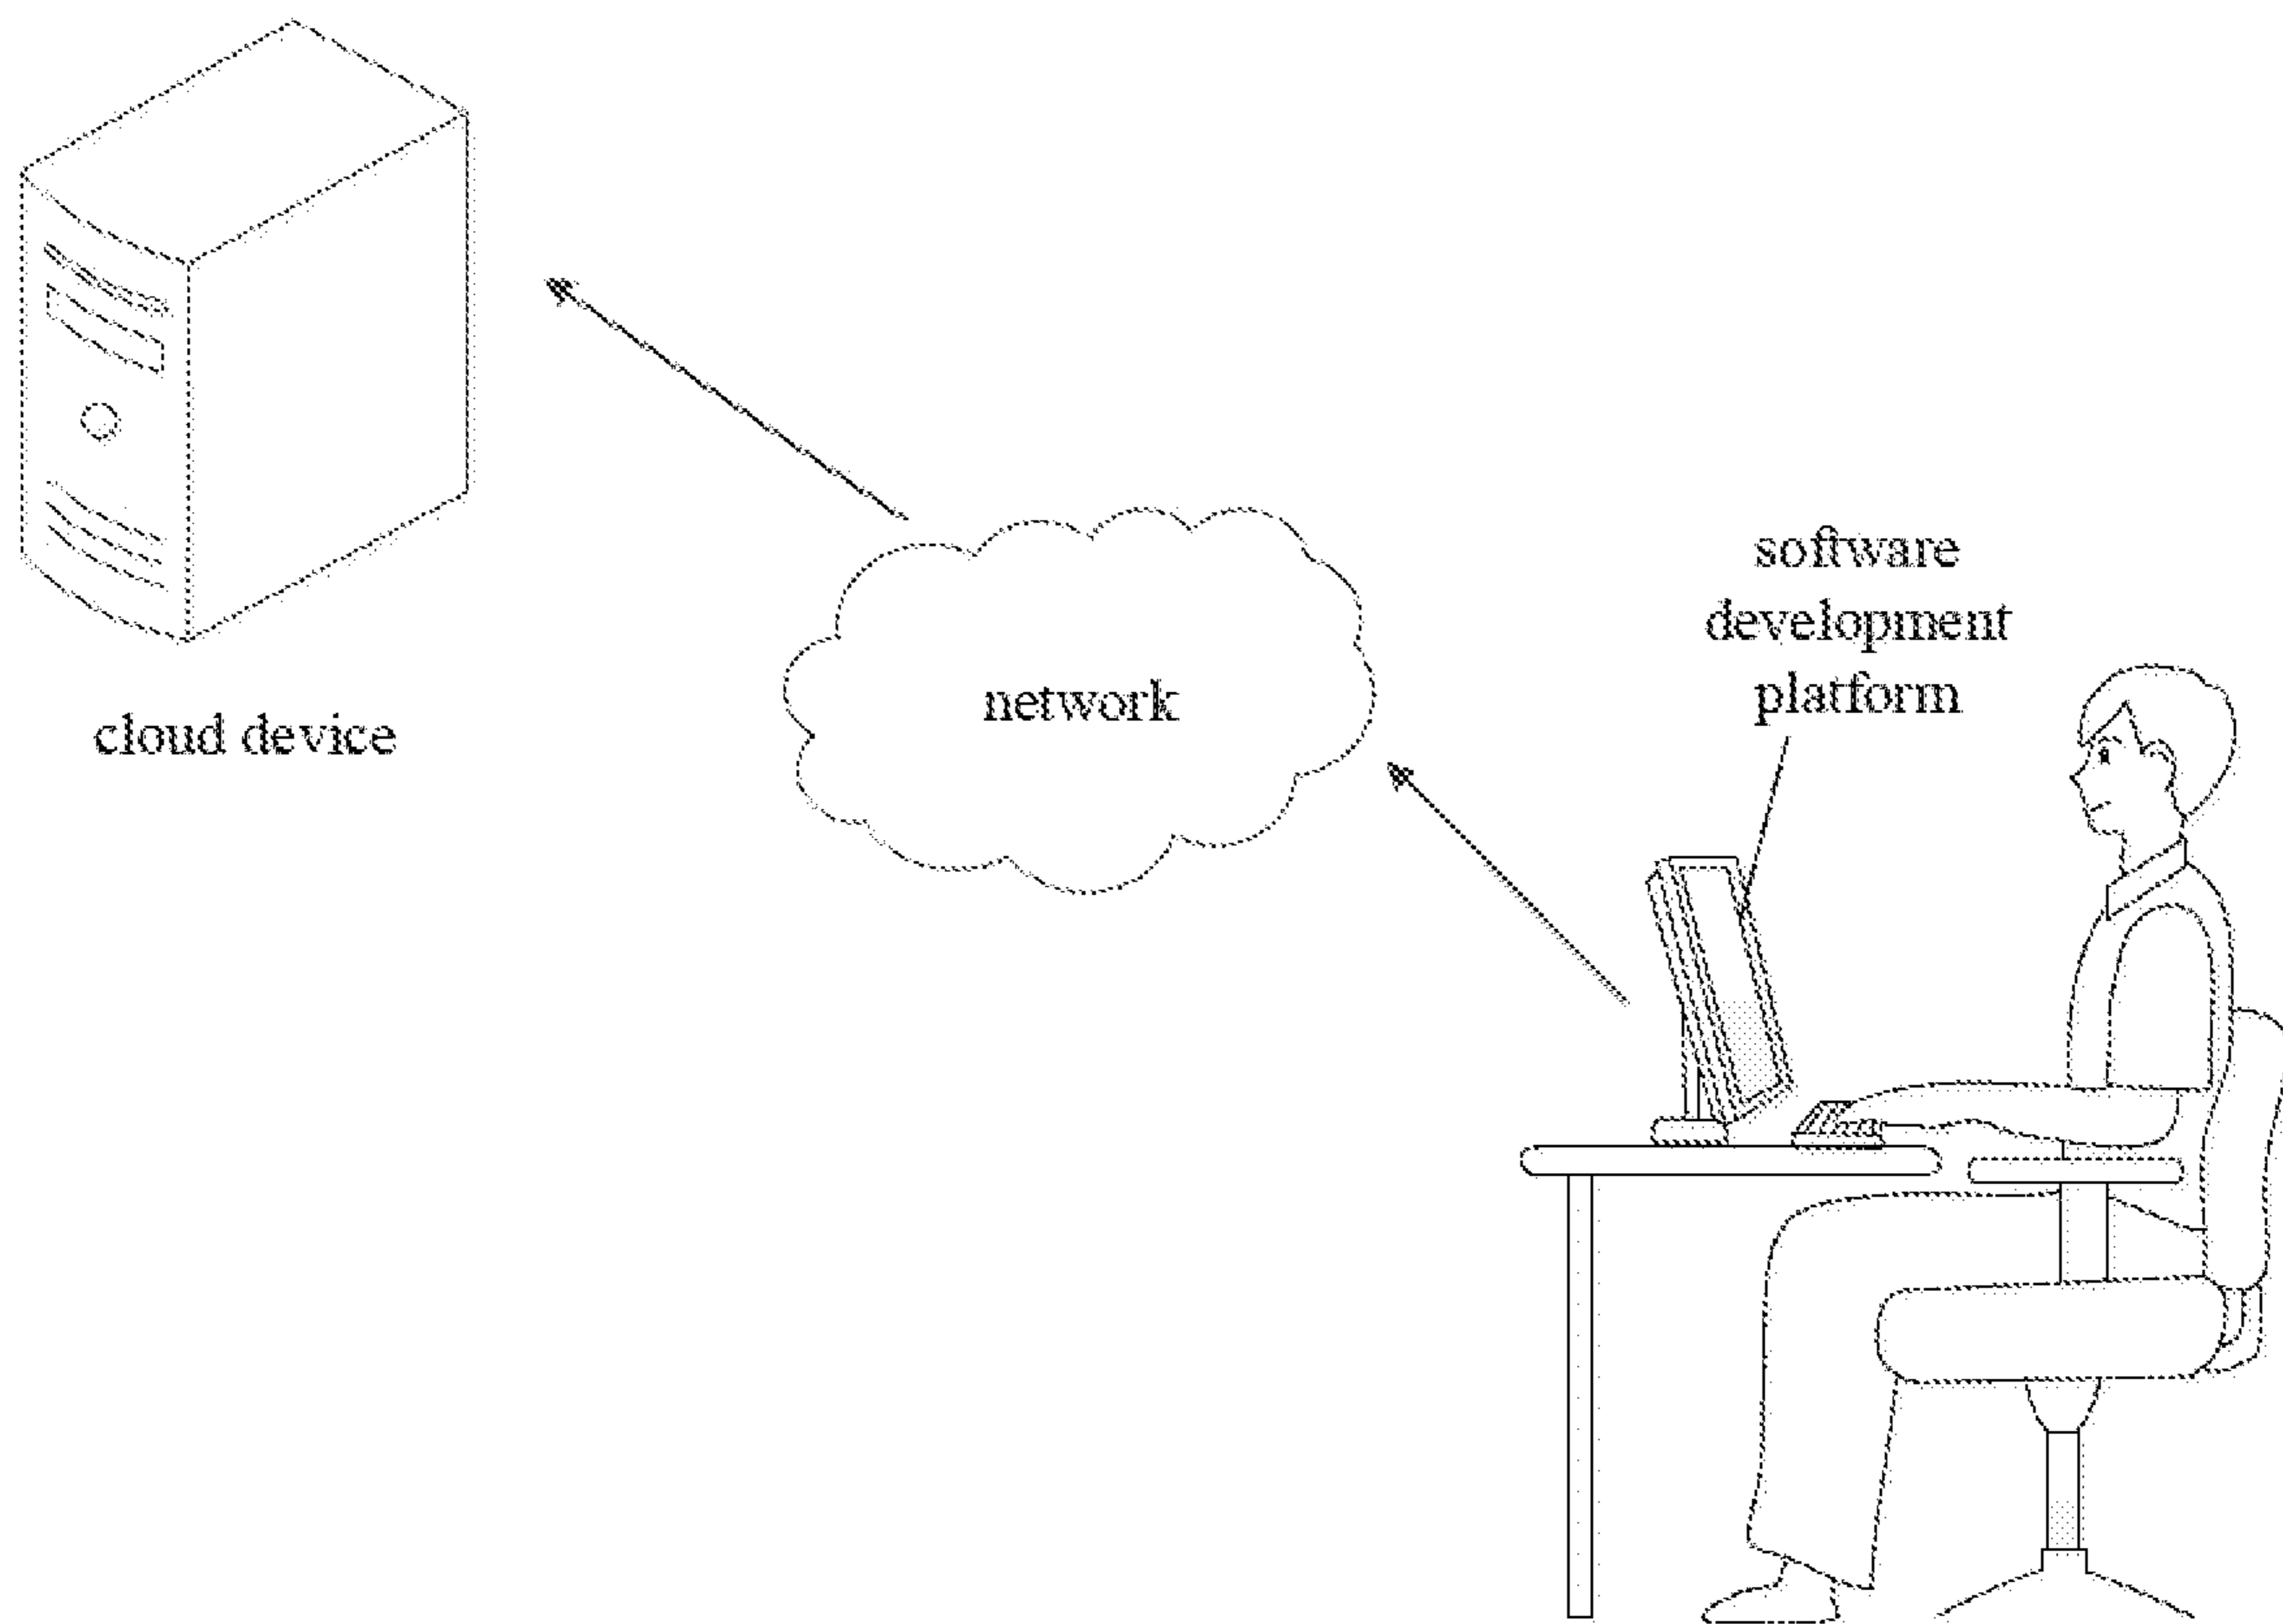 cloud device
network
software
development
platform